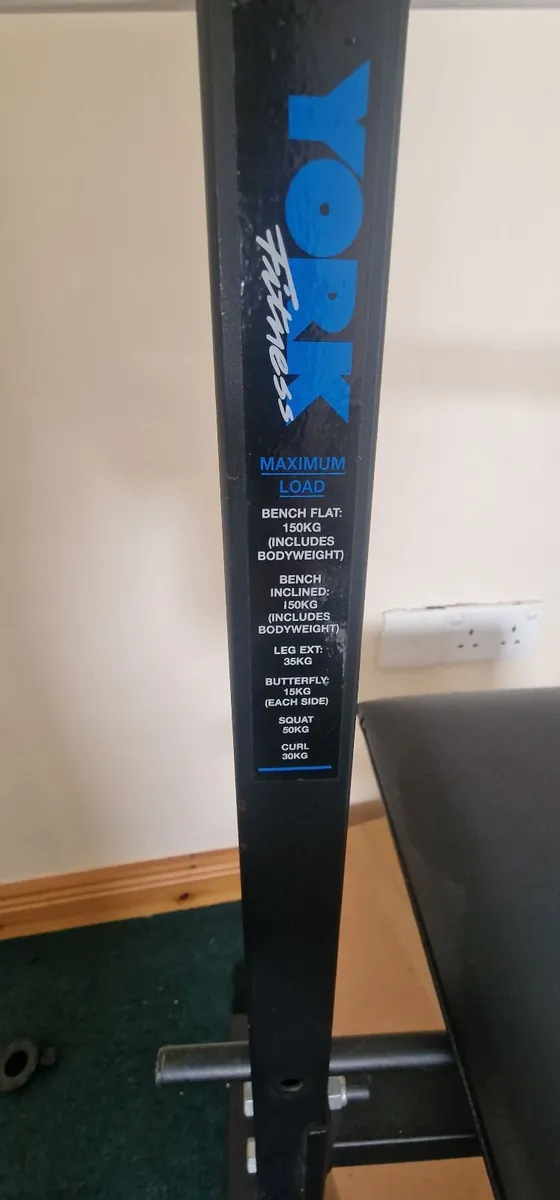 YORK
fitness
MAXIMUM
LOAD
BENCH FLAT:
150KG
(INCLUDES
BODYWEIGHT)
BENCH
INCLINED:
150KG
(INCLUDES
BODYWEIGHT)
LEG EXT:
35KG
BUTTERFLY:
15KG
(EACH SIDE)
SQUAT
50KG
CURL
30KG